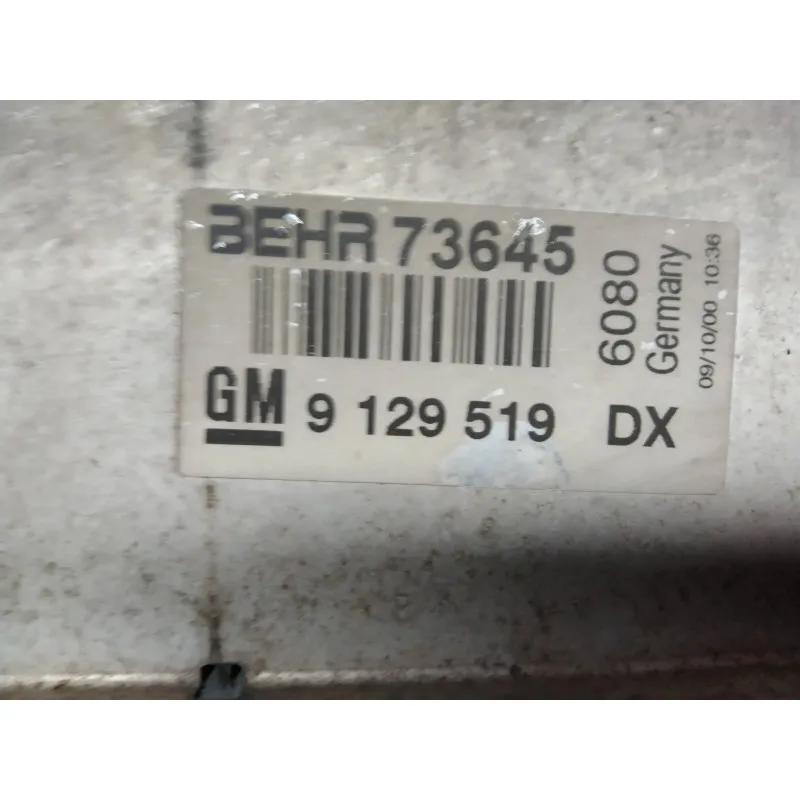 BEHR 73645
6080
Germany
09/10/00 10:36
GM 9 129 519 DX